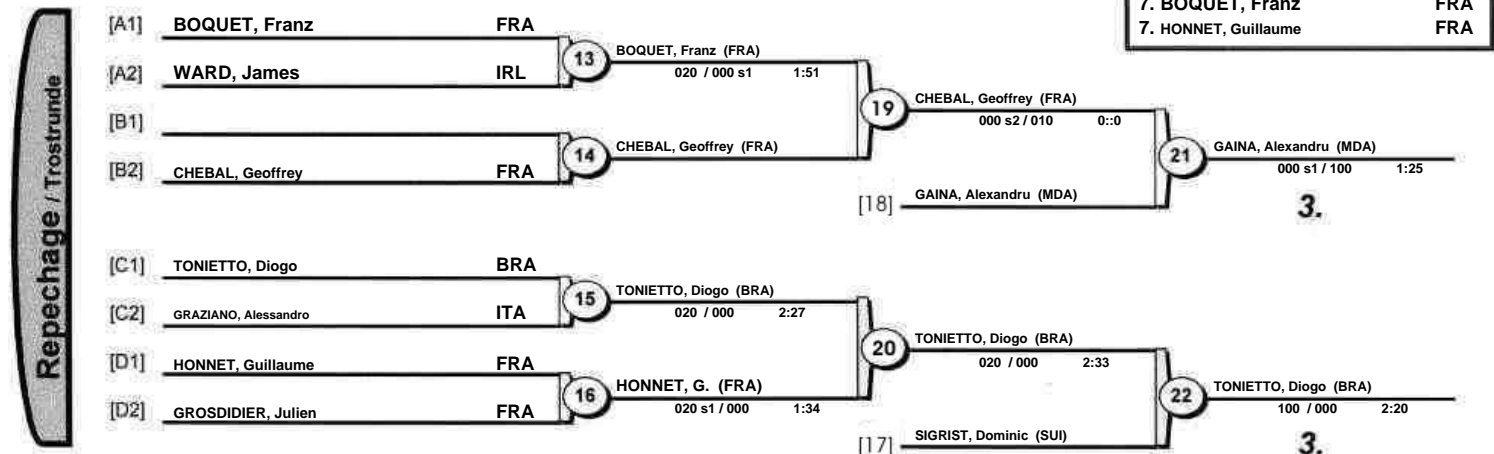 7. BOQUET, Franz FRA
7. HONNET, Guillaume FRA
Repechage / Trostrunde
[A1] BOQUET, Franz FRA
13
BOQUET, Franz (FRA)
020 / 000 s1 1:51
[A2] WARD, James IRL
19
CHEBAL, Geoffrey (FRA)
000 s2 / 010 0::0
[B1]
14
CHEBAL, Geoffrey (FRA)
[B2] CHEBAL, Geoffrey FRA
21
GAINA, Alexandru (MDA)
000 s1 / 100 1:25
[18] GAINA, Alexandru (MDA)
3.
[C1] TONIETTO, Diogo BRA
15
TONIETTO, Diogo (BRA)
020 / 000 2:27
[C2] GRAZIANO, Alessandro ITA
20
TONIETTO, Diogo (BRA)
020 / 000 2:33
[D1] HONNET, Guillaume FRA
16
HONNET, G. (FRA)
020 s1 / 000 1:34
[D2] GROSDIDIER, Julien FRA
22
TONIETTO, Diogo (BRA)
100 / 000 2:20
[17] SIGRIST, Dominic (SUI)
3.